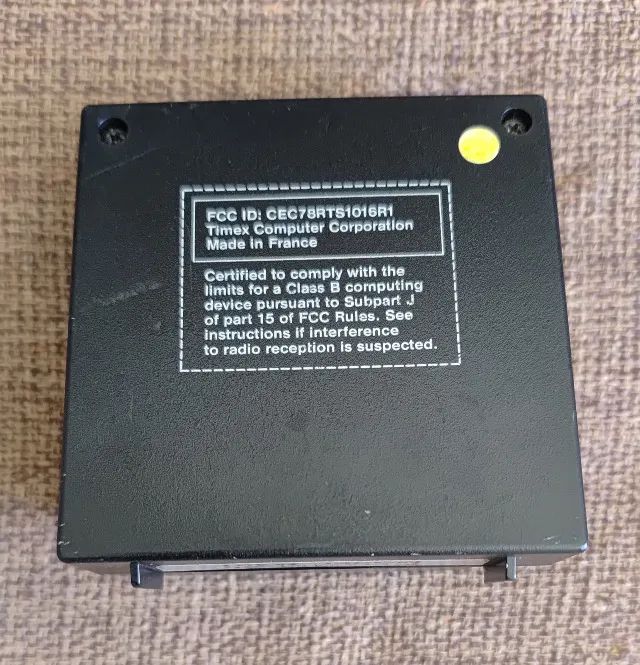 FCC ID: CEC78RTS1016R1
Timex Computer Corporation
Made in France
Certified to comply with the
limits for a Class B computing
device pursuant to Subpart J
of part 15 of FCC Rules. See
instructions if interference
to radio reception is suspected.